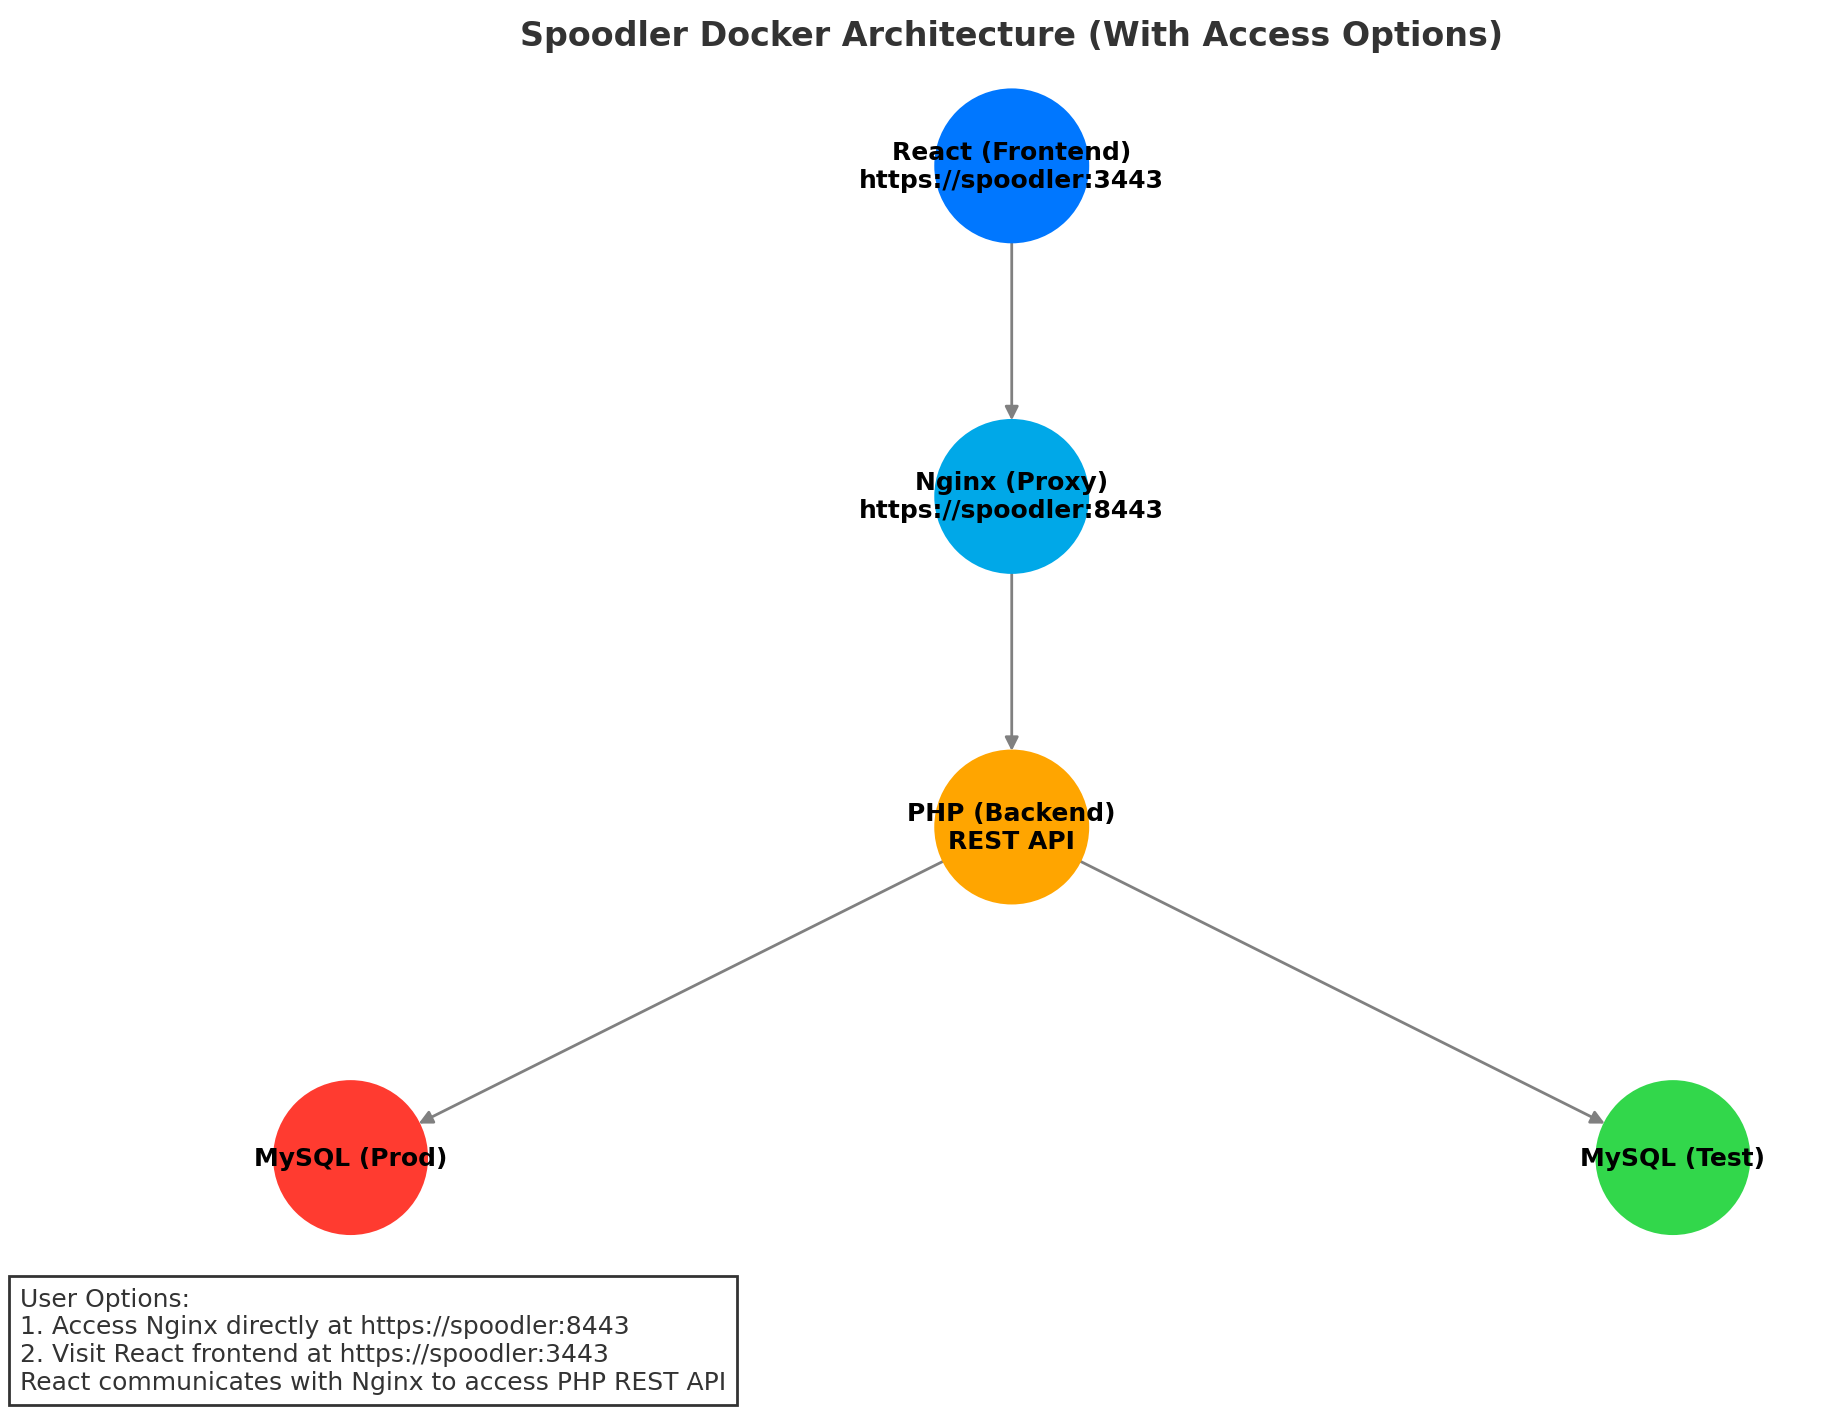 Spoodler Docker Architecture (With Access Options)
React (Frontend)
https://spoodler:3443
Nginx (Proxy)
https://spoodler:8443
PHP (Backend)
REST API
MySQL (Prod)
MySQL (Test)
User Options:
1. Access Nginx directly at https://spoodler:8443
2. Visit React frontend at https://spoodler:3443
React communicates with Nginx to access PHP REST API